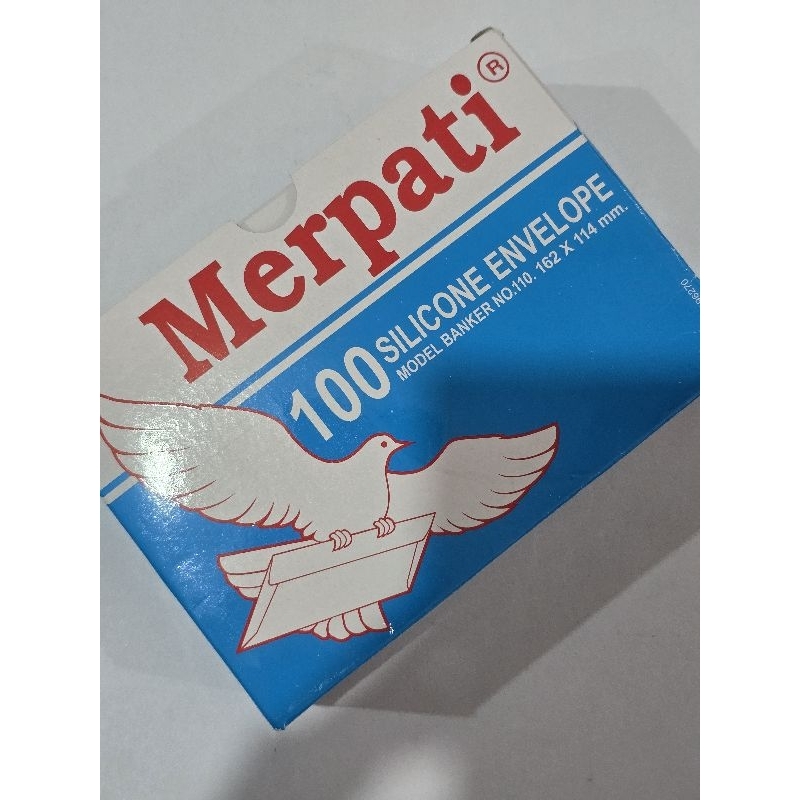 Merpati®
100 SILICONE ENVELOPE
MODEL BANKER NO.110. 162 X 114 mm.